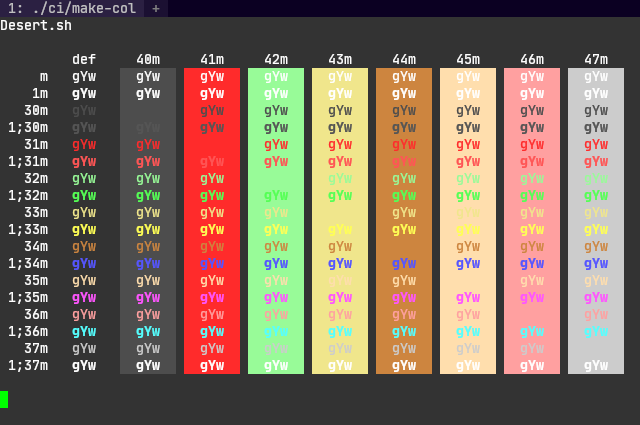 1: ./ci/make-col +
Desert.sh
def 40m 41m 42m 43m 44m 45m 46m 47m
m gYw gYw gYw gYw gYw gYw gYw gYw gYw
1m gYw gYw gYw gYw gYw gYw gYw gYw gYw
30m gYw gYw gYw gYw gYw gYw gYw gYw
1;30m gYw gYw gYw gYw gYw gYw gYw gYw gYw
31m gYw gYw gYw gYw gYw gYw gYw gYw
1;31m gYw gYw gYw gYw gYw gYw gYw gYw gYw
32m gYw gYw gYw gYw gYw gYw gYw gYw
1;32m gYw gYw gYw gYw gYw gYw gYw gYw gYw
33m gYw gYw gYw gYw gYw gYw gYw gYw
1;33m gYw gYw gYw gYw gYw gYw gYw gYw gYw
34m gYw gYw gYw gYw gYw gYw gYw gYw
1;34m gYw gYw gYw gYw gYw gYw gYw gYw gYw
35m gYw gYw gYw gYw gYw gYw gYw gYw
1;35m gYw gYw gYw gYw gYw gYw gYw gYw gYw
36m gYw gYw gYw gYw gYw gYw gYw gYw
1;36m gYw gYw gYw gYw gYw gYw gYw gYw gYw
37m gYw gYw gYw gYw gYw gYw gYw gYw
1;37m gYw gYw gYw gYw gYw gYw gYw gYw gYw